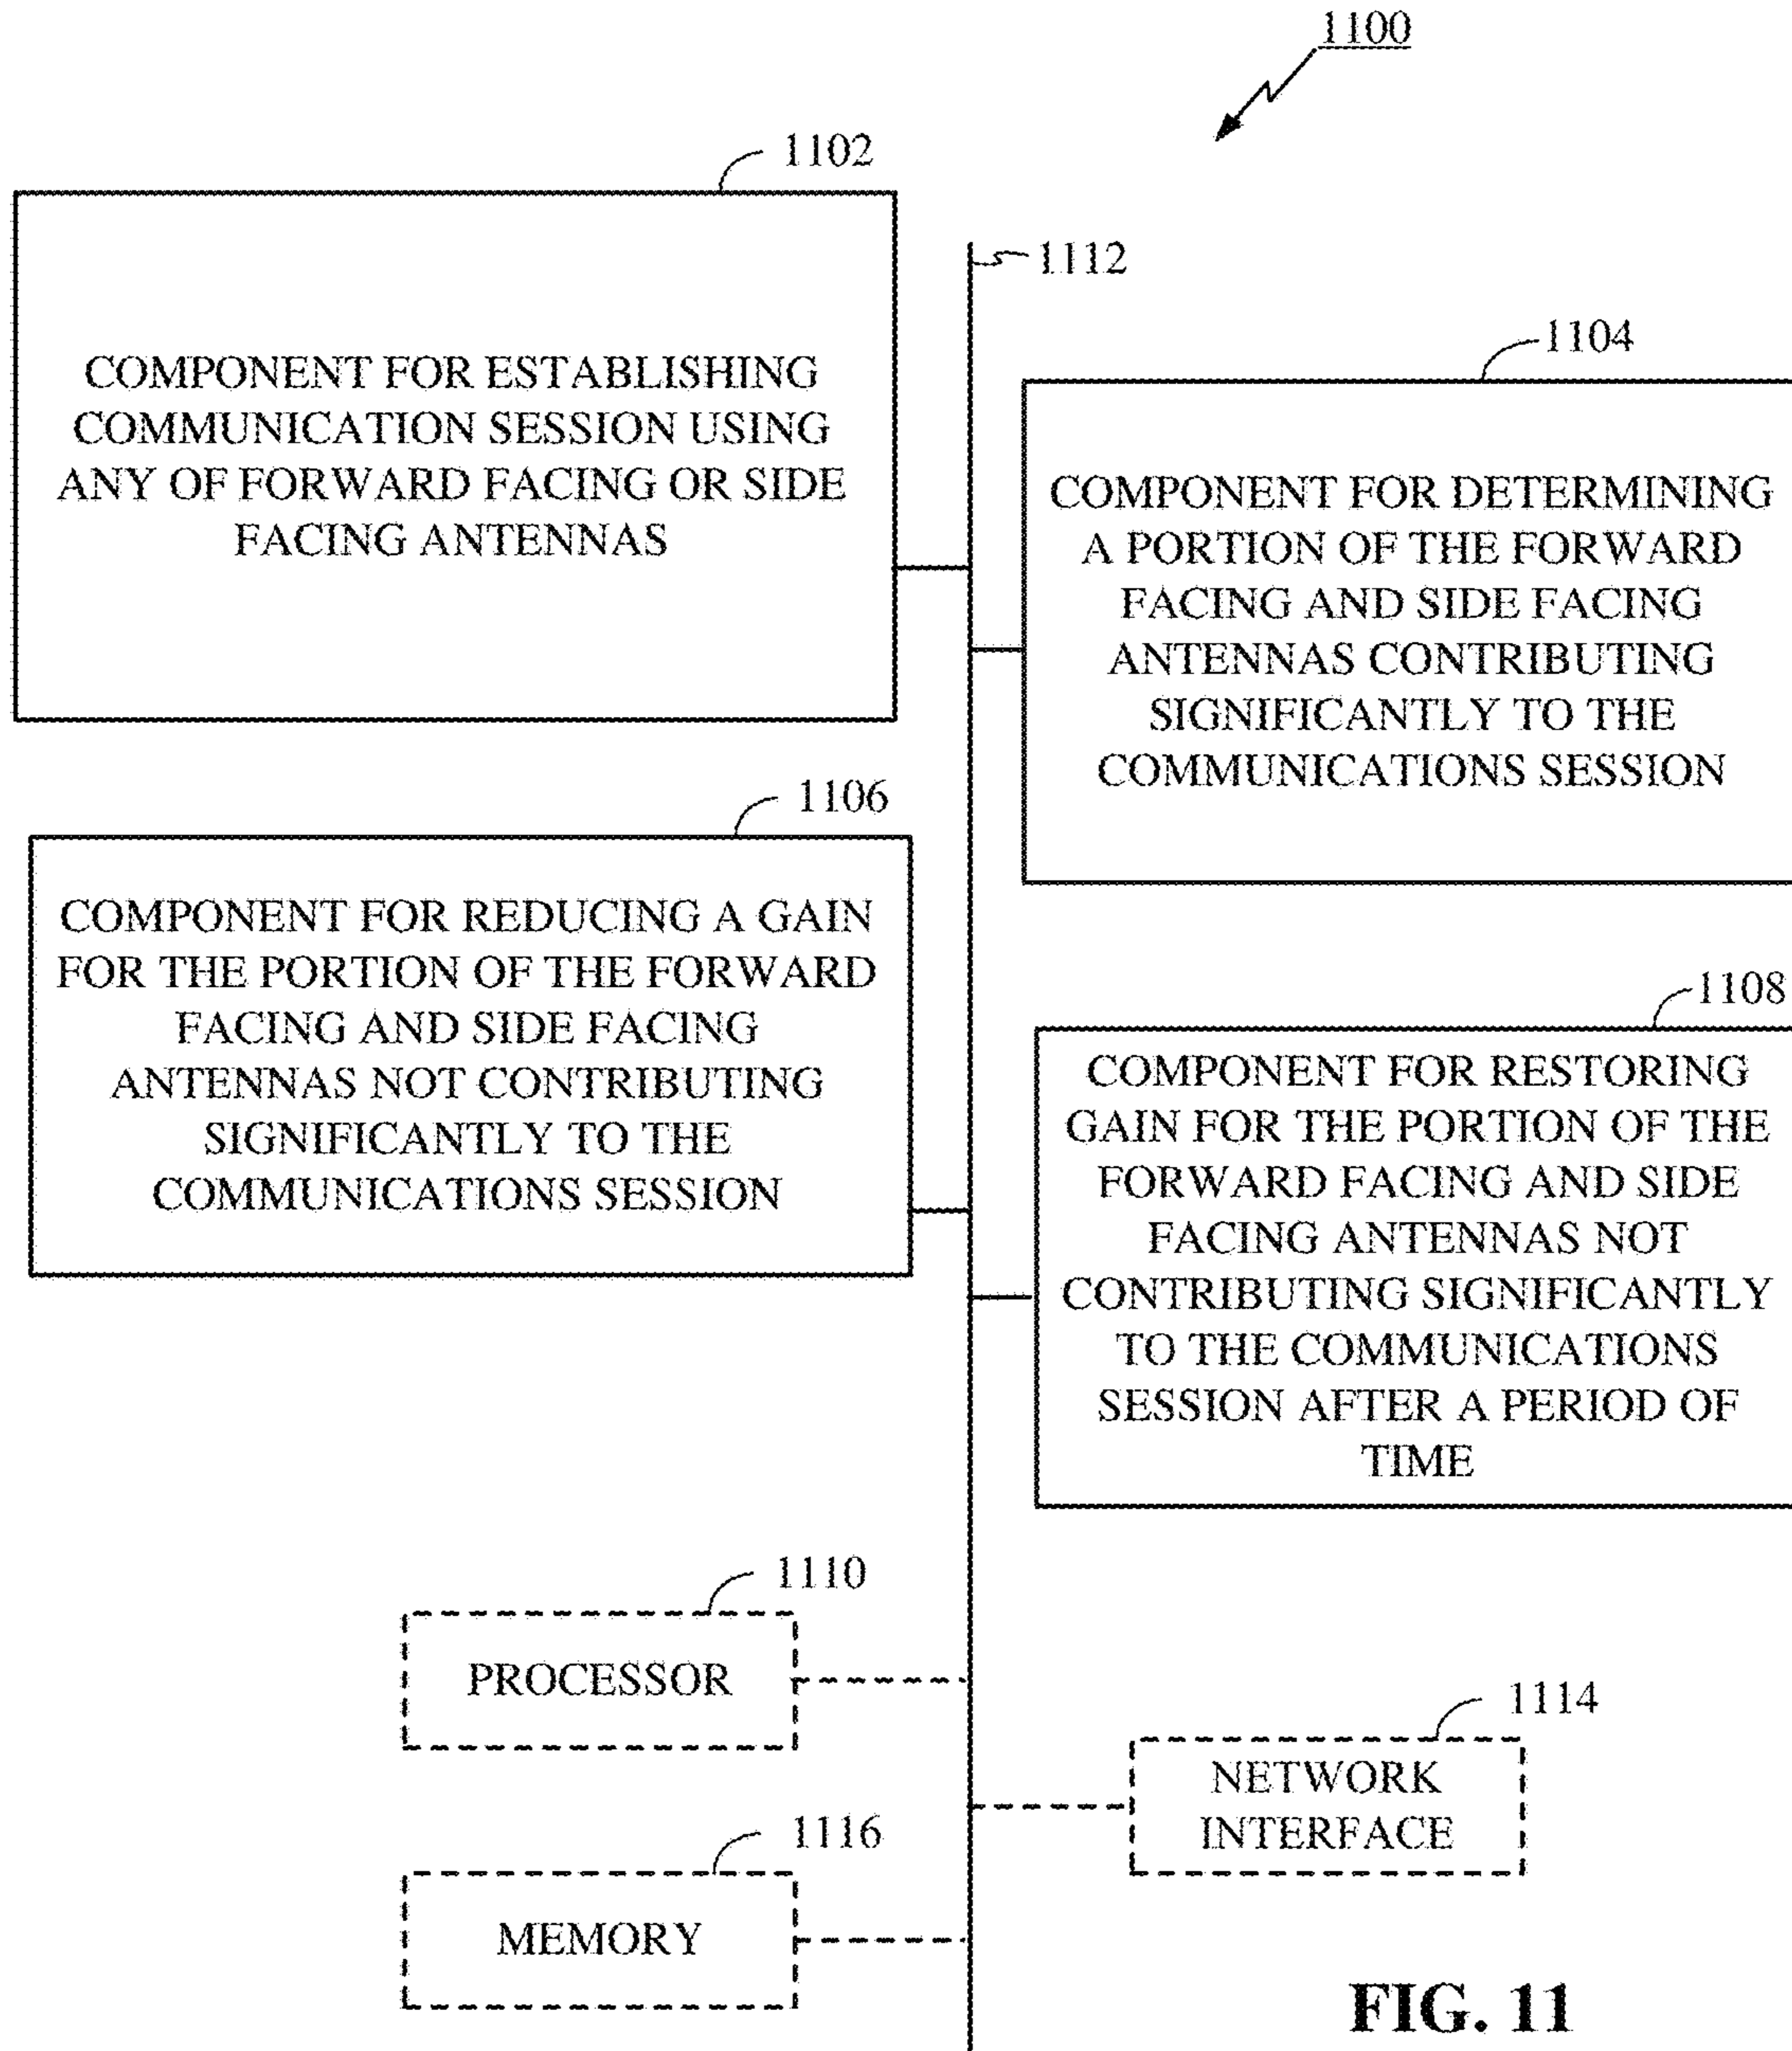 1100
1102
COMPONENT FOR ESTABLISHING
COMMUNICATION SESSION USING
ANY OF FORWARD FACING OR SIDE
FACING ANTENNAS
1112
1104
COMPONENT FOR DETERMINING
A PORTION OF THE FORWARD
FACING AND SIDE FACING
ANTENNAS CONTRIBUTING
SIGNIFICANTLY TO THE
COMMUNICATIONS SESSION
1106
COMPONENT FOR REDUCING A GAIN
FOR THE PORTION OF THE FORWARD
FACING AND SIDE FACING
ANTENNAS NOT CONTRIBUTING
SIGNIFICANTLY TO THE
COMMUNICATIONS SESSION
1108
COMPONENT FOR RESTORING
GAIN FOR THE PORTION OF THE
FORWARD FACING AND SIDE
FACING ANTENNAS NOT
CONTRIBUTING SIGNIFICANTLY
TO THE COMMUNICATIONS
SESSION AFTER A PERIOD OF
TIME
1110
PROCESSOR
1114
NETWORK
INTERFACE
1116
MEMORY
FIG. 11